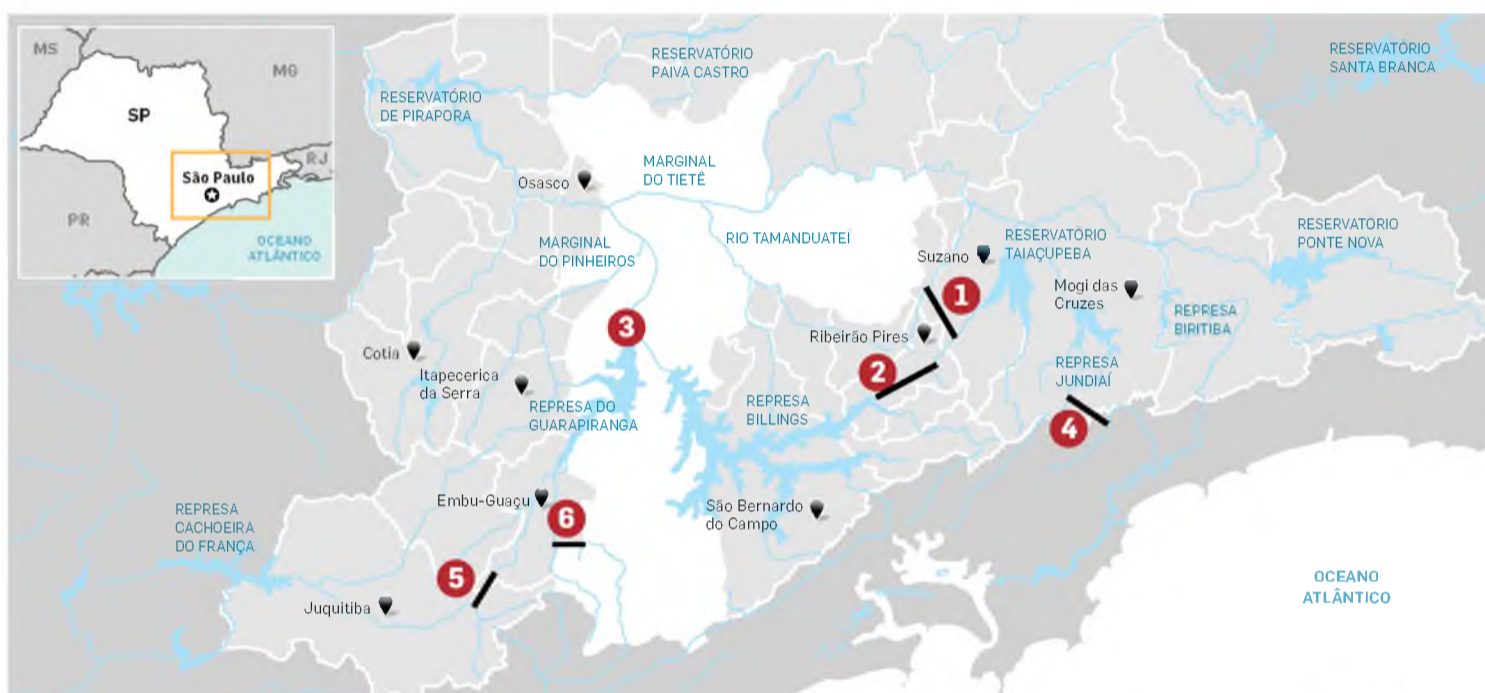 MS
MG
SP
RJ
São Paulo
PR
OCEANO
ATLÂNTICO
RESERVATÓRIO
DE PIRAPORA
RESERVATÓRIO
PAIVA CASTRO
RESERVATÓRIO
SANTA BRANCA
Osasco
MARGINAL
DO TIETÊ
MARGINAL
DO PINHEIROS
RIO TAMANDUATEÍ
Suzano
RESERVATÓRIO
TAIAÇUPEBA
RESERVATÓRIO
PONTE NOVA
Mogi das
Cruzes
1
REPRESA
BIRITIBA
3
Ribeirão Pires
Cotia
Itapecerica
da Serra
2
REPRESA
JUNDIAÍ
REPRESA DO
GUARAPIRANGA
REPRESA
BILLINGS
4
Embu-Guaçu
6
São Bernardo
do Campo
REPRESA
CACHOEIRA
DO FRANÇA
5
Juquitiba
OCEANO
ATLÂNTICO